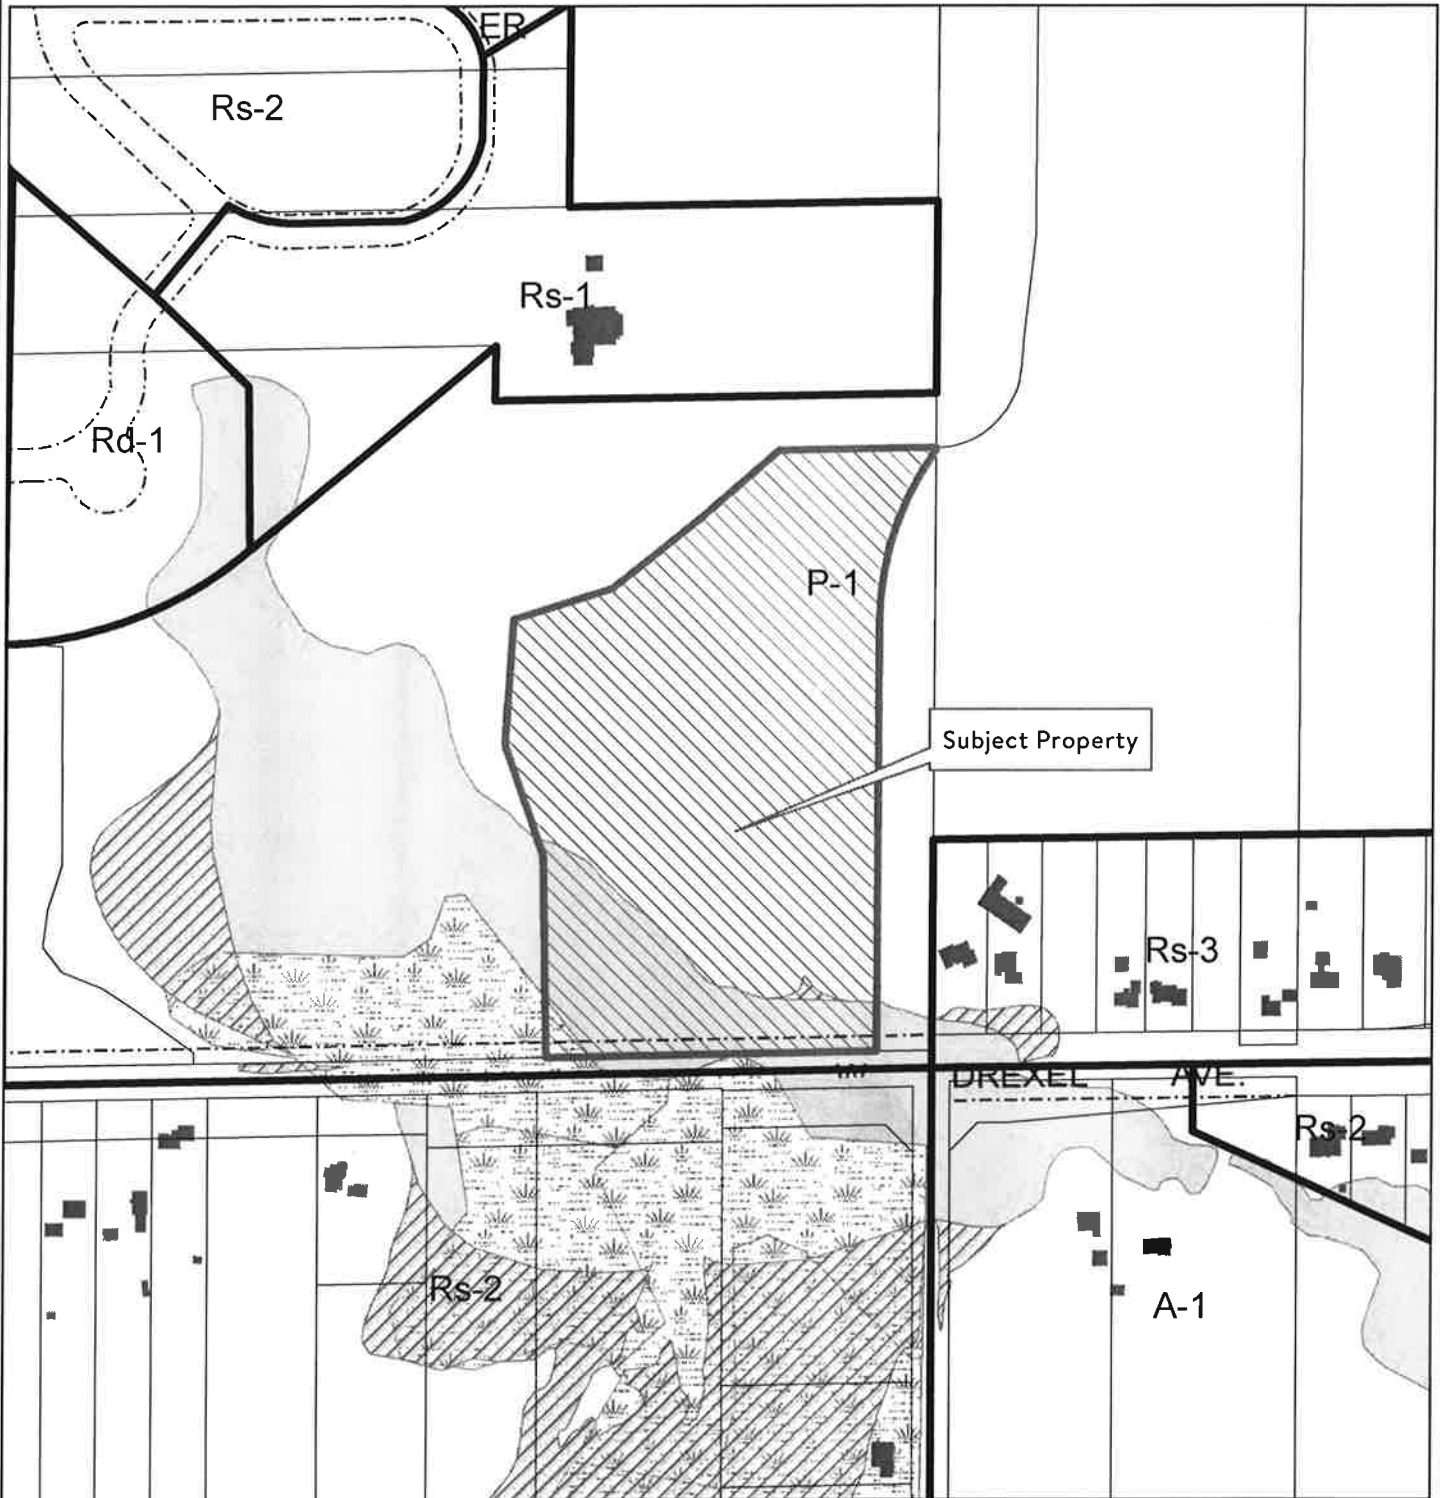 ER
Rs-2
Rs-1
Rd-1
P-1
Subject Property
Rs-3
W DREXEL AVE.
Rs-2
Rs-2
A-1